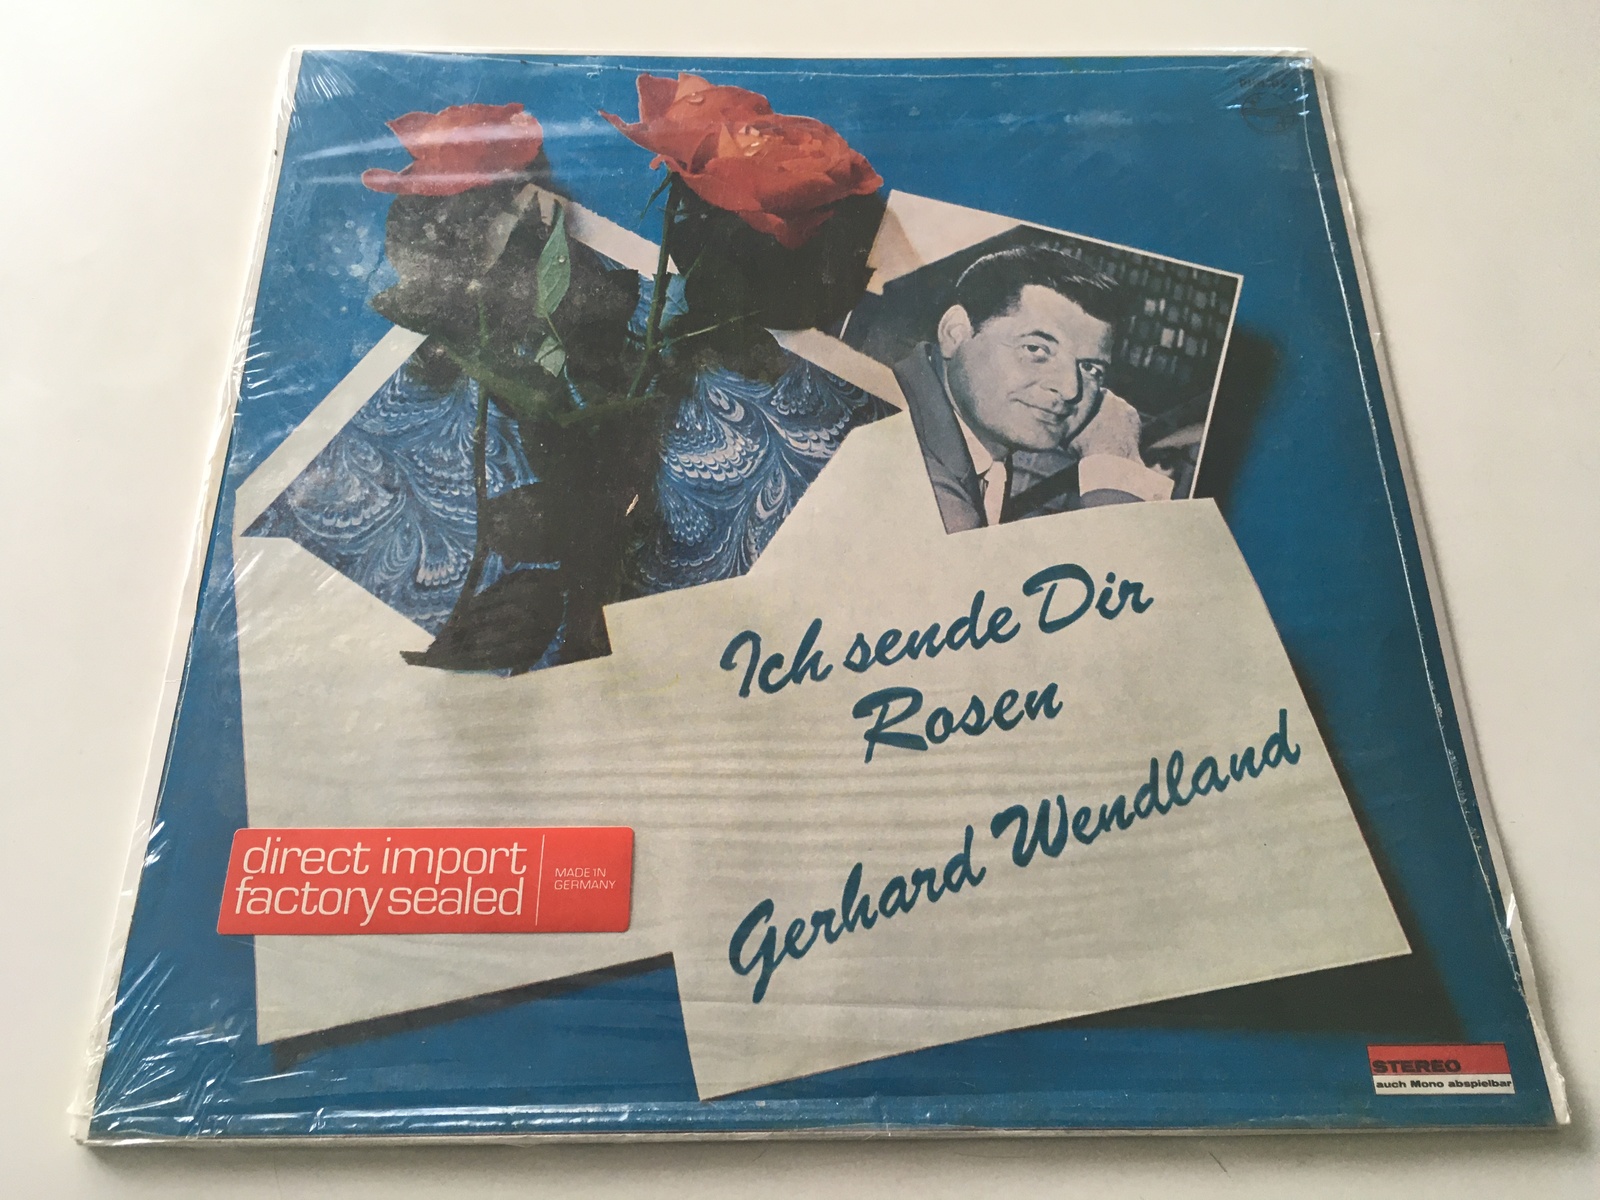 Ich sende Dir
Rosen
Gerhard Wendland
direct import
factory sealed
MADE IN
GERMANY
STEREO
auch Mono abspielbar